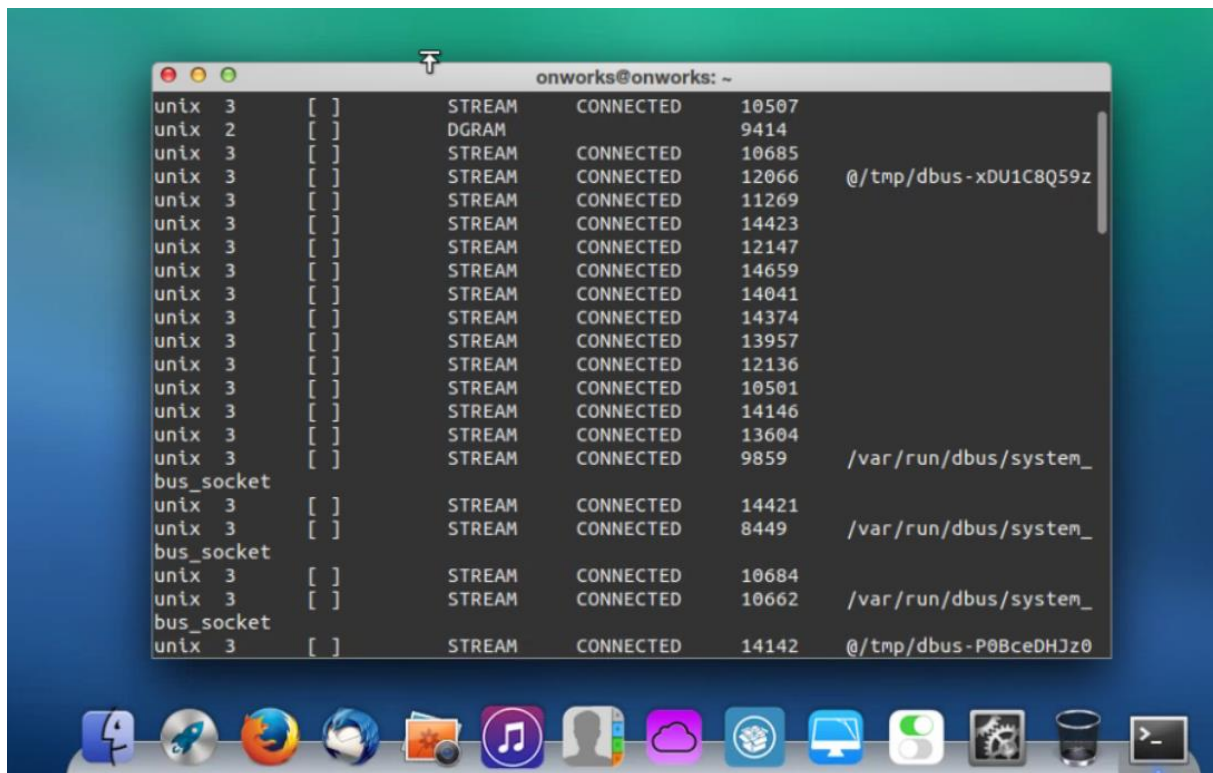 onworks@onworks: ~
unix 3 [ ] STREAM CONNECTED 10507
unix 2 [ ] DGRAM 9414
unix 3 [ ] STREAM CONNECTED 10685
unix 3 [ ] STREAM CONNECTED 12066 @/tmp/dbus-xDU1C8Q59z
unix 3 [ ] STREAM CONNECTED 11269
unix 3 [ ] STREAM CONNECTED 14423
unix 3 [ ] STREAM CONNECTED 12147
unix 3 [ ] STREAM CONNECTED 14659
unix 3 [ ] STREAM CONNECTED 14041
unix 3 [ ] STREAM CONNECTED 14374
unix 3 [ ] STREAM CONNECTED 13957
unix 3 [ ] STREAM CONNECTED 12136
unix 3 [ ] STREAM CONNECTED 10501
unix 3 [ ] STREAM CONNECTED 14146
unix 3 [ ] STREAM CONNECTED 13604
unix 3 [ ] STREAM CONNECTED 9859 /var/run/dbus/system_
bus_socket
unix 3 [ ] STREAM CONNECTED 14421
unix 3 [ ] STREAM CONNECTED 8449 /var/run/dbus/system_
bus_socket
unix 3 [ ] STREAM CONNECTED 10684
unix 3 [ ] STREAM CONNECTED 10662 /var/run/dbus/system_
bus_socket
unix 3 [ ] STREAM CONNECTED 14142 @/tmp/dbus-P0BceDHJz0